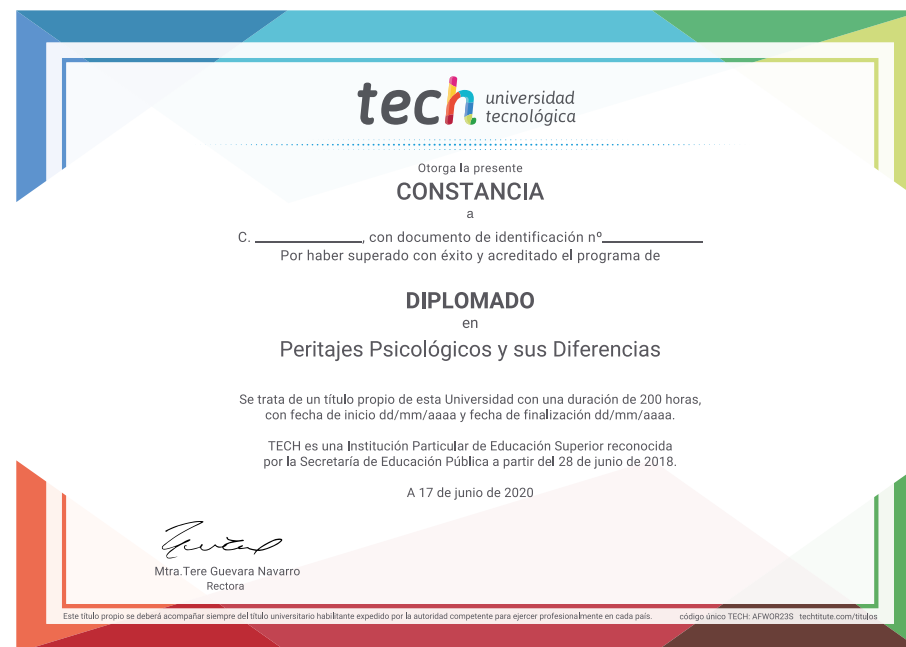 tech universidad
tecnológica
Otorga la presente
CONSTANCIA
a
C. ____________, con documento de identificación nº____________
Por haber superado con éxito y acreditado el programa de
DIPLOMADO
en
Peritajes Psicológicos y sus Diferencias
Se trata de un título propio de esta Universidad con una duración de 200 horas,
con fecha de inicio dd/mm/aaaa y fecha de finalización dd/mm/aaaa.
TECH es una Institución Particular de Educación Superior reconocida
por la Secretaría de Educación Pública a partir del 28 de junio de 2018.
A 17 de junio de 2020
Mtra.Tere Guevara Navarro
Rectora
Este título propio se deberá acompañar siempre del título universitario habilitante expedido por la autoridad competente para ejercer profesionalmente en cada país. código único TECH: AFWOR23S techtitute.com/titulos